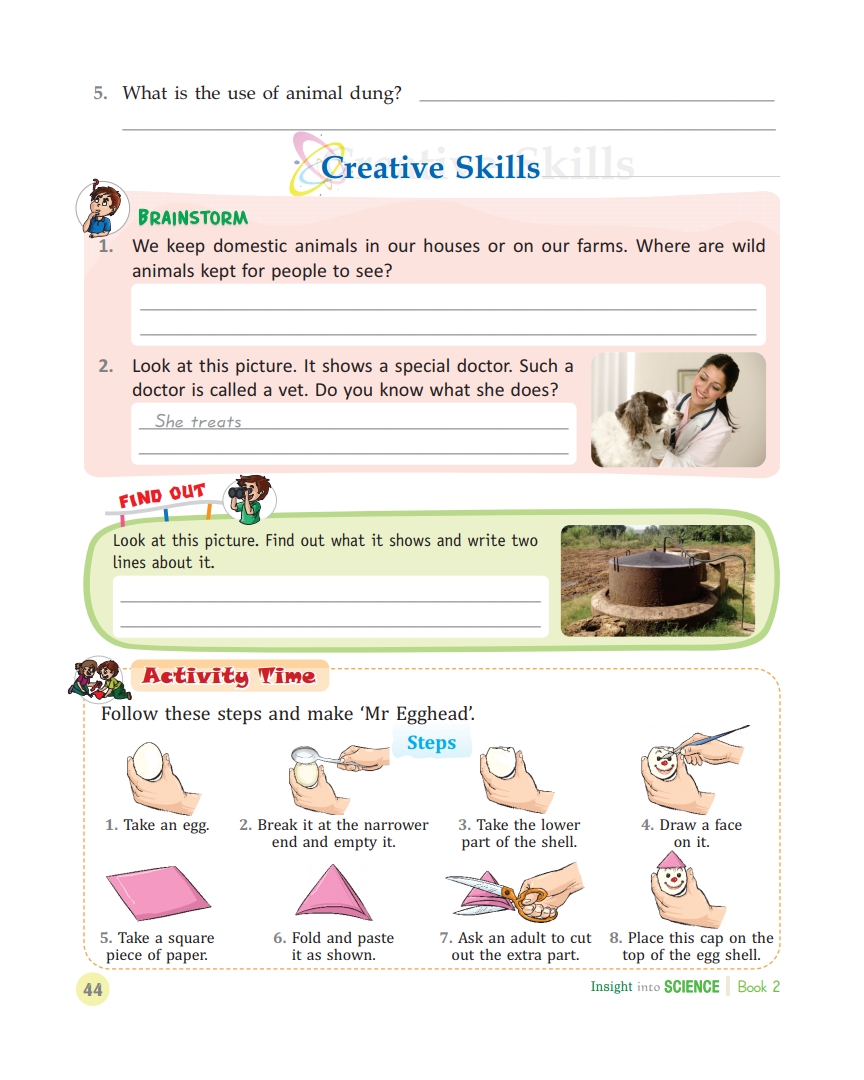 5. What is the use of animal dung?
Creative Skills
BRAINSTORM
1. We keep domestic animals in our houses or on our farms. Where are wild
animals kept for people to see?
2. Look at this picture. It shows a special doctor. Such a
doctor is called a vet. Do you know what she does?
She treats
FIND OUT
Look at this picture. Find out what it shows and write two
lines about it.
Activity Time
Follow these steps and make ‘Mr Egghead’.
Steps
1. Take an egg.
2. Break it at the narrower
end and empty it.
3. Take the lower
part of the shell.
4. Draw a face
on it.
5. Take a square
piece of paper.
6. Fold and paste
it as shown.
7. Ask an adult to cut
out the extra part.
8. Place this cap on the
top of the egg shell.
44
Insight into SCIENCE Book 2